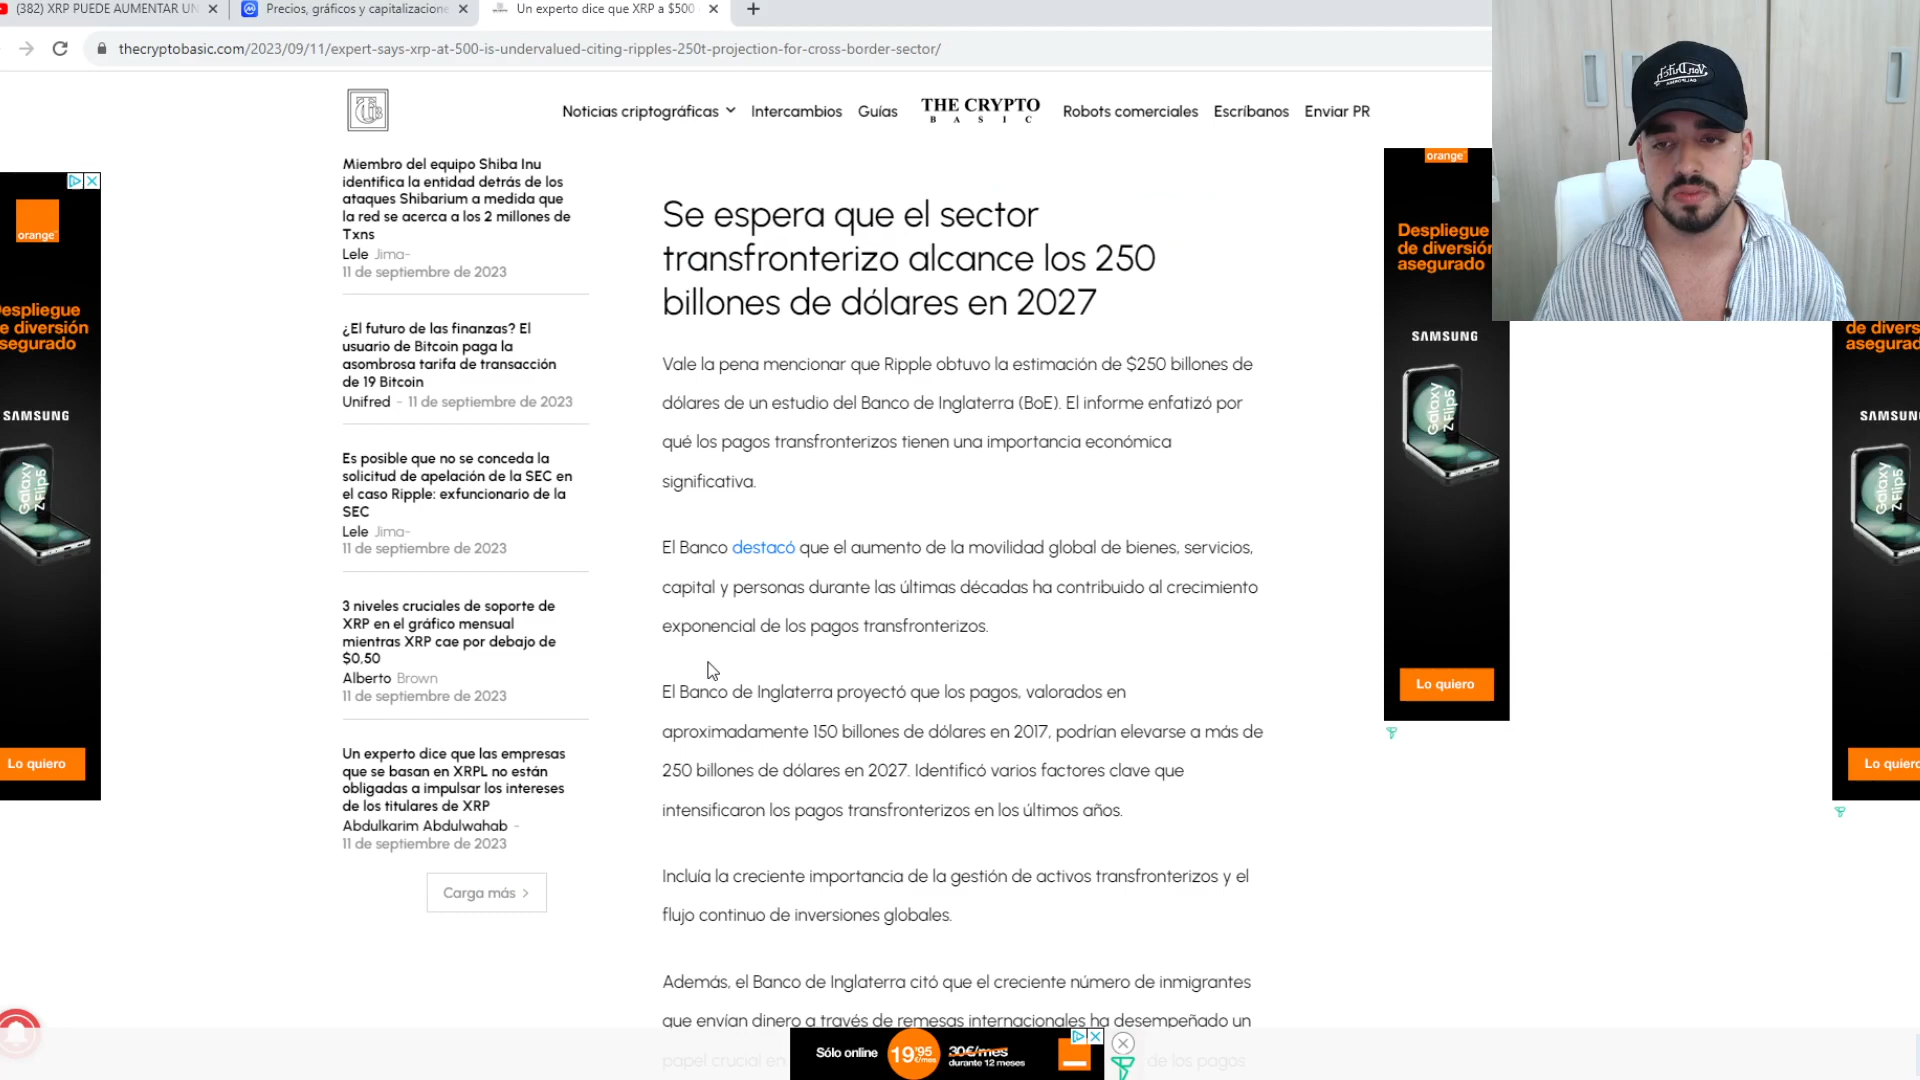 (382) XRP PUEDE AUMENTAR UN
Precios, gráficos y capitalizacione
Un experto dice que XRP a $500
thecryptobasic.com/2023/09/11/expert-says-xrp-at-500-is-undervalued-citing-ripples-250t-projection-for-cross-border-sector/
Noticias criptográficas
Intercambios
Guías
THE CRYPTO
BASIC
Robots comerciales
Escríbanos
Enviar PR
Miembro del equipo Shiba Inu
identifica la entidad detrás de los
ataques Shibarium a medida que
la red se acerca a los 2 millones de
Txns
Lele Jima-
11 de septiembre de 2023
¿El futuro de las finanzas? El
usuario de Bitcoin paga la
asombrosa tarifa de transacción
de 19 Bitcoin
Unifred - 11 de septiembre de 2023
Es posible que no se conceda la
solicitud de apelación de la SEC en
el caso Ripple: exfuncionario de la
SEC
Lele Jima-
11 de septiembre de 2023
3 niveles cruciales de soporte de
XRP en el gráfico mensual
mientras XRP cae por debajo de
$0,50
Alberto Brown
11 de septiembre de 2023
Un experto dice que las empresas
que se basan en XRPL no están
obligadas a impulsar los intereses
de los titulares de XRP
Abdulkarim Abdulwahab -
11 de septiembre de 2023
Carga más >
Se espera que el sector
transfronterizo alcance los 250
billones de dólares en 2027
Vale la pena mencionar que Ripple obtuvo la estimación de $250 billones de
dólares de un estudio del Banco de Inglaterra (BoE). El informe enfatizó por
qué los pagos transfronterizos tienen una importancia económica
significativa.
El Banco destacó que el aumento de la movilidad global de bienes, servicios,
capital y personas durante las últimas décadas ha contribuido al crecimiento
exponencial de los pagos transfronterizos.
El Banco de Inglaterra proyectó que los pagos, valorados en
aproximadamente 150 billones de dólares en 2017, podrían elevarse a más de
250 billones de dólares en 2027. Identificó varios factores clave que
intensificaron los pagos transfronterizos en los últimos años.
Incluía la creciente importancia de la gestión de activos transfronterizos y el
flujo continuo de inversiones globales.
Además, el Banco de Inglaterra citó que el creciente número de inmigrantes
que envían dinero a través de remesas internacionales ha desempeñado un
papel crucial en
de los pagos
orange
espliegue
e diversión
segurado
SAMSUNG
Galaxy
Z Flip5
Lo quiero
orange
Despliegue
de diversión
asegurado
SAMSUNG
Galaxy
Z Flip5
Lo quiero
de divers
asegurad
SAMSUN
Galaxy
Z Flip5
Lo quiero
Sólo online
19'95
€/mes
30€/mes
durante 12 meses
Von Dutch